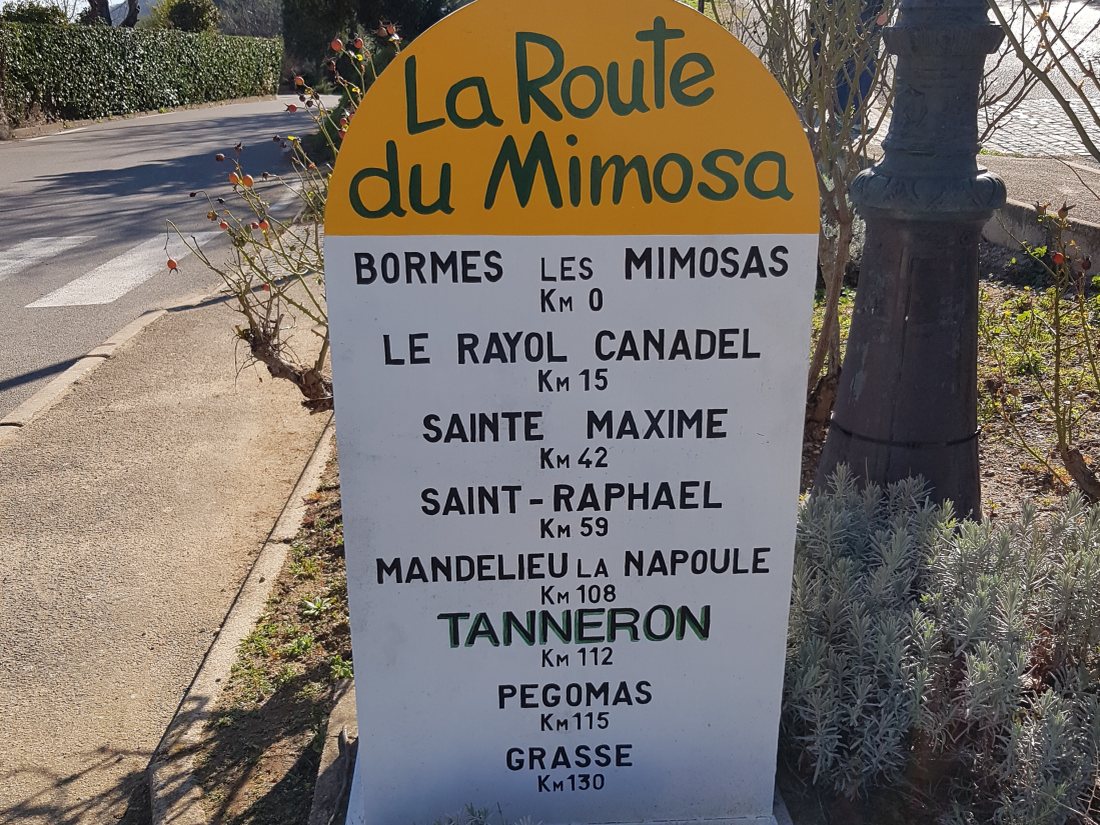 La Route
du Mimosa
BORMES LES MIMOSAS
KM 0
LE RAYOL CANADEL
KM 15
SAINTE MAXIME
KM 42
SAINT-RAPHAEL
KM 59
MANDELIEU LA NAPOULE
KM 108
TANNERON
KM 112
PEGOMAS
KM 115
GRASSE
KM 130